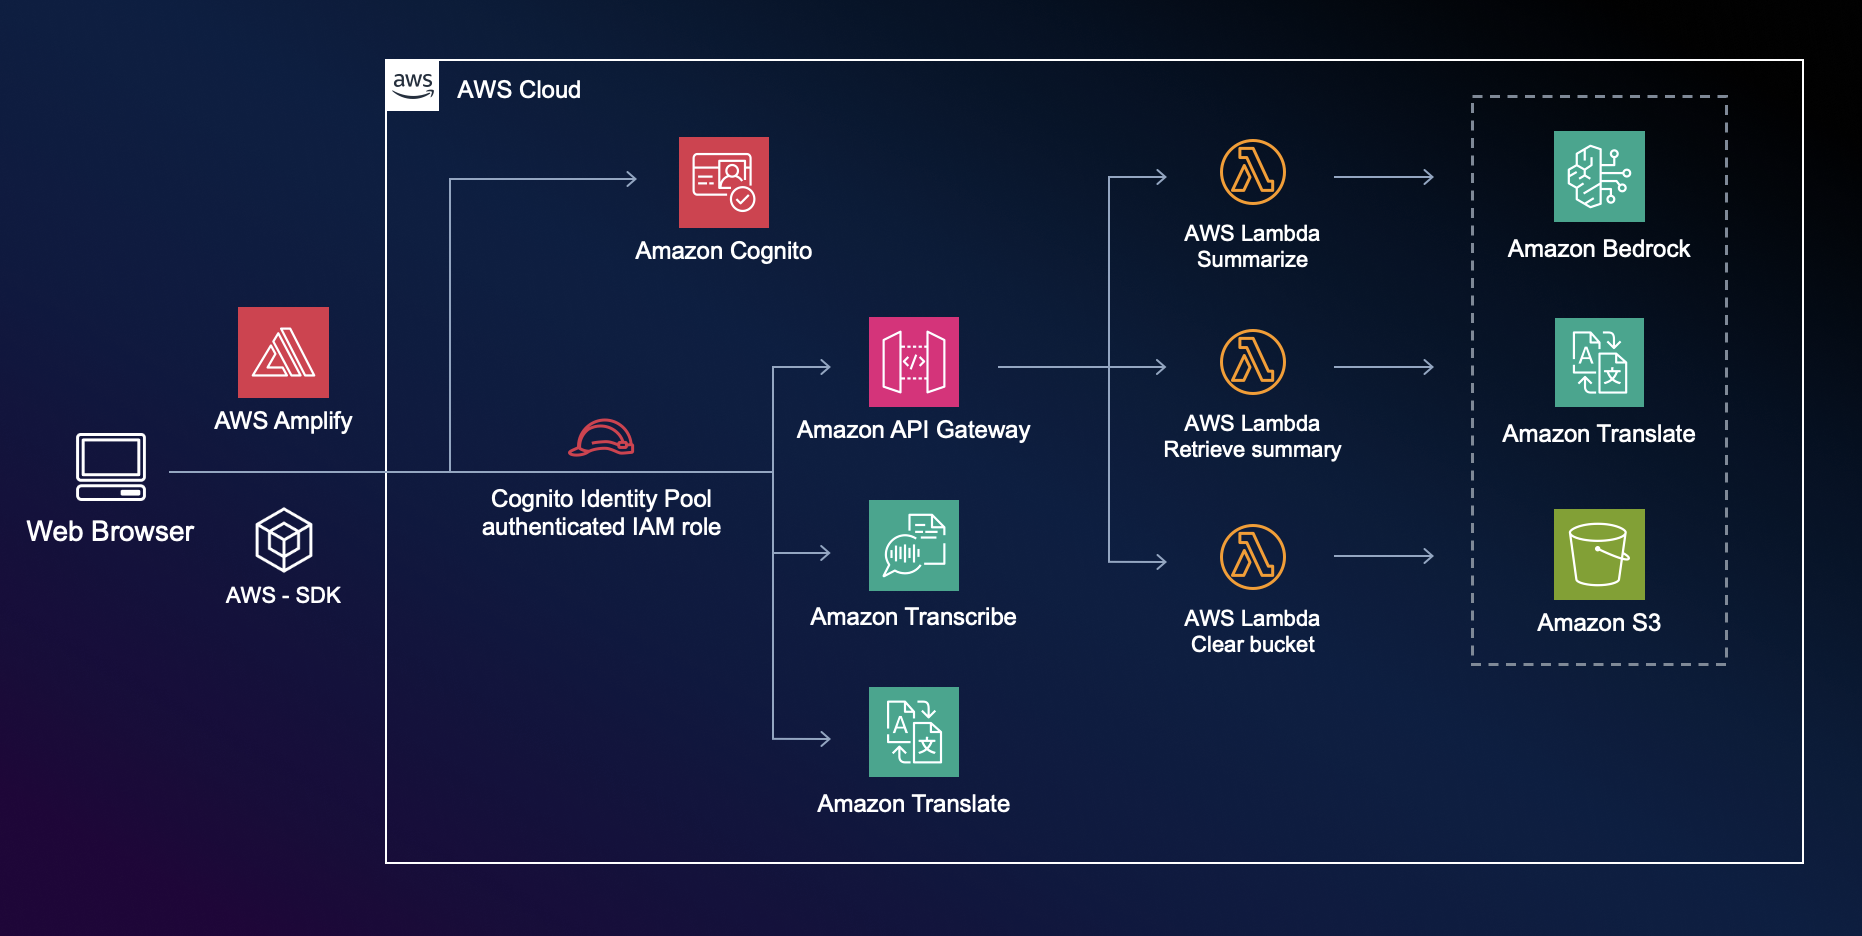 aws
AWS Cloud
Amazon Cognito
AWS Amplify
Web Browser
AWS - SDK
Cognito Identity Pool
authenticated IAM role
Amazon API Gateway
Amazon Transcribe
Amazon Translate
AWS Lambda
Summarize
AWS Lambda
Retrieve summary
AWS Lambda
Clear bucket
Amazon Bedrock
A
文
Amazon Translate
Amazon S3